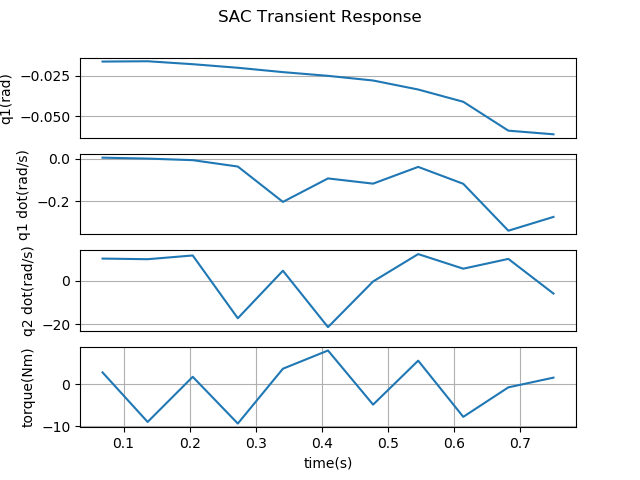 SAC Transient Response
q1(rad)
−0.025
−0.050
q1 dot(rad/s)
0.0
−0.2
q2 dot(rad/s)
0
−20
torque(Nm)
0
−10
0.1 0.2 0.3 0.4 0.5 0.6 0.7
time(s)